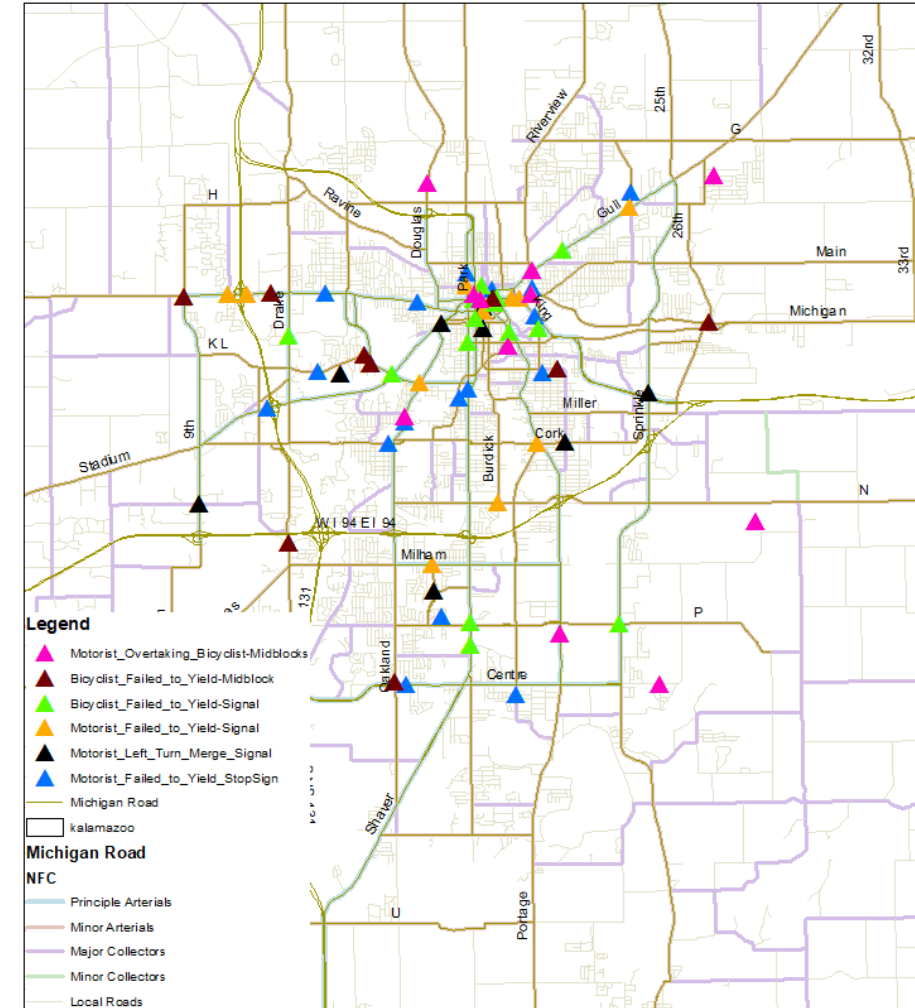 32nd
25th
Riverview
G
H
Ravine
Gull
Douglas
26th
33rd
Main
Park
king
Michigan
Drake
KL
Miller
Sprinkle
9th
Cork
Burdick
Stadium
N
W I 94 E I 94
Milham
131
P
Oakland
Centre
Shaver
U
Portage
Legend
Motorist_Overtaking_Bicyclist-Midblocks
Bicyclist_Failed_to_Yield-Midblock
Bicyclist_Failed_to_Yield-Signal
Motorist_Failed_to_Yield-Signal
Motorist_Left_Turn_Merge_Signal
Motorist_Failed_to_Yield_StopSign
Michigan Road
kalamazoo
Michigan Road
NFC
Principle Arterials
Minor Arterials
Major Collectors
Minor Collectors
Local Roads